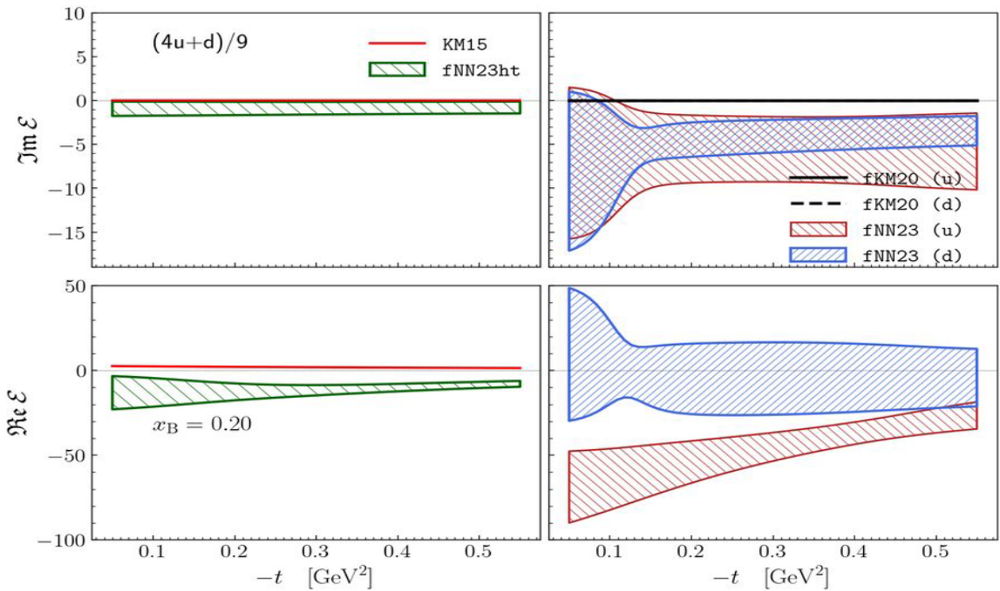 10
5
0
−5
−10
−15
ℑm ℰ
(4u+d)/9
KM15
fNN23ht
fKM20 (u)
fKM20 (d)
fNN23 (u)
fNN23 (d)
50
0
−50
−100
ℜe ℰ
x_B = 0.20
0.1 0.2 0.3 0.4 0.5
0.1 0.2 0.3 0.4 0.5
−t [GeV²]
−t [GeV²]